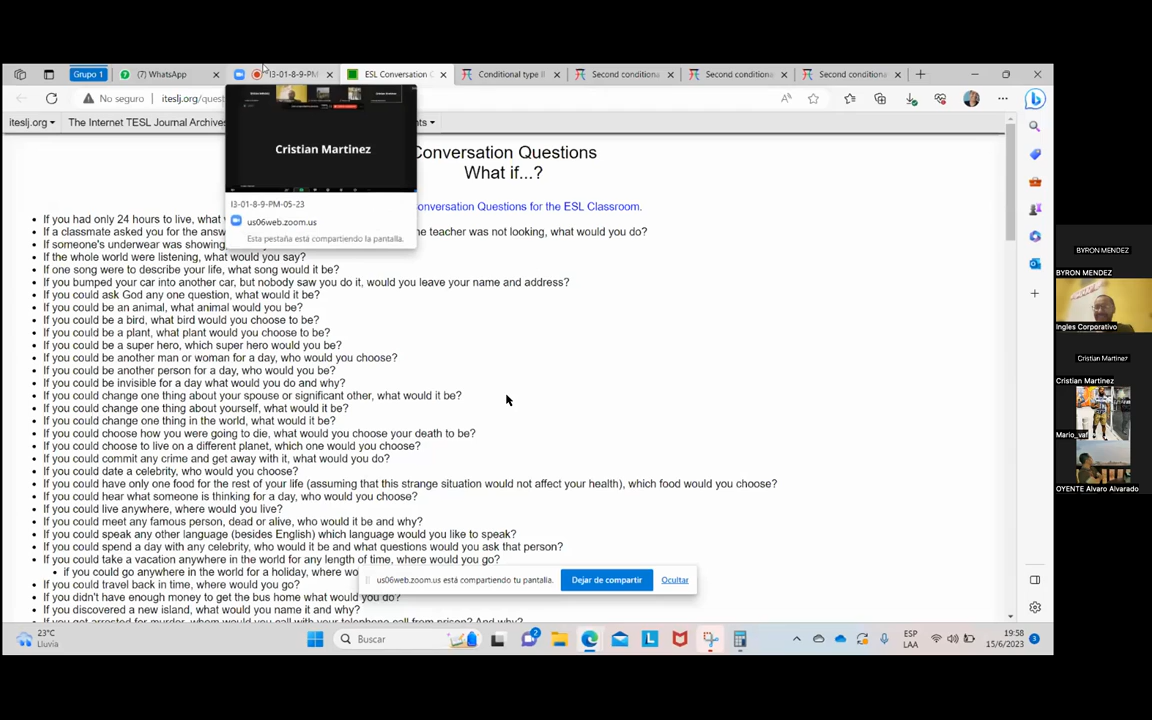 Grupo 1
WhatsApp
I3-01-8-9-PM-
ESL Conversation
Conditional type
Second conditiona
Second conditiona
Second conditiona
No seguro
iteslj.org/quest
iteslj.org
The Internet TESL Journal Archives
nts
Cristian Martinez
I3-01-8-9-PM-05-23
us06web.zoom.us
Esta pestaña está compartiendo la pantalla.
Conversation Questions
What if...?
onversation Questions for the ESL Classroom.
If you had only 24 hours to live, what
If a classmate asked you for the answ
he teacher was not looking, what would you do?
If someone's underwear was showing,
If the whole world were listening, what would you say?
If one song were to describe your life, what song would it be?
If you bumped your car into another car, but nobody saw you do it, would you leave your name and address?
If you could ask God any one question, what would it be?
If you could be an animal, what animal would you be?
If you could be a bird, what bird would you choose to be?
If you could be a plant, what plant would you choose to be?
If you could be a super hero, which super hero would you be?
If you could be another man or woman for a day, who would you choose?
If you could be another person for a day, who would you be?
If you could be invisible for a day what would you do and why?
If you could change one thing about your spouse or significant other, what would it be?
If you could change one thing about yourself, what would it be?
If you could change one thing in the world, what would it be?
If you could choose how you were going to die, what would you choose your death to be?
If you could choose to live on a different planet, which one would you choose?
If you could commit any crime and get away with it, what would you do?
If you could date a celebrity, who would you choose?
If you could have only one food for the rest of your life (assuming that this strange situation would not affect your health), which food would you choose?
If you could hear what someone is thinking for a day, who would you choose?
If you could live anywhere, where would you live?
If you could meet any famous person, dead or alive, who would it be and why?
If you could speak any other language (besides English) which language would you like to speak?
If you could spend a day with any celebrity, who would it be and what questions would you ask that person?
If you could take a vacation anywhere in the world for any length of time, where would you go?
if you could go anywhere in the world for a holiday, where wo
If you could travel back in time, where would you go?
If you didn't have enough money to get the bus home what would you do?
If you discovered a new island, what would you name it and why?
If you got arrested for murder, whom would you call with your telephone call from prison? And why?
us06web.zoom.us está compartiendo tu pantalla.
Dejar de compartir
Ocultar
BYRON MENDEZ
BYRON MENDEZ
Ingles Corporativo
Cristian Martinez
Cristian Martinez
Mario_vaf
OYENTE Alvaro Alvarado
23°C
Lluvia
Buscar
2
ESP
LAA
19:58
15/6/2023
3